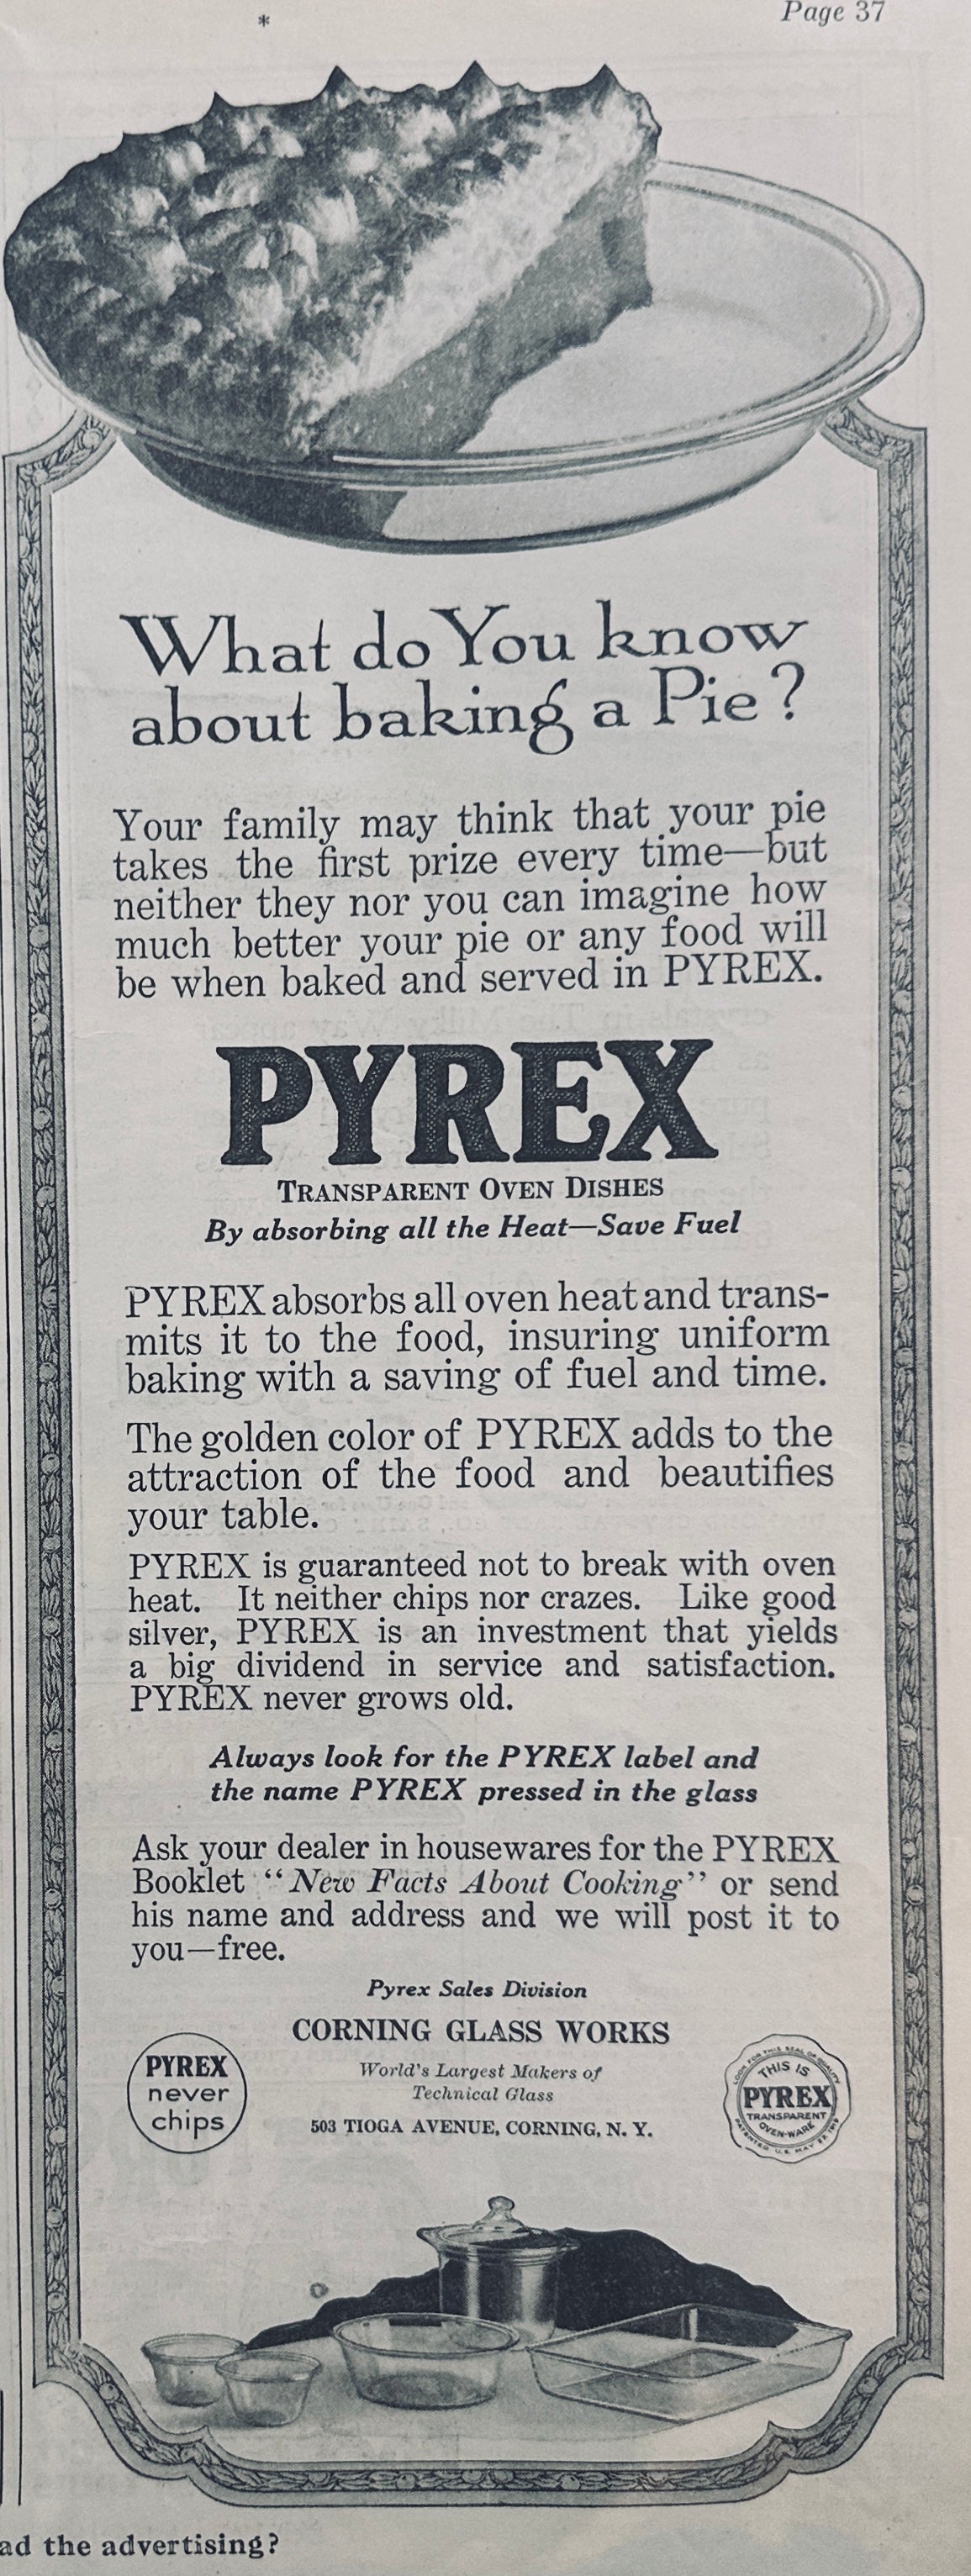 *
Page 37
What do You know
about baking a Pie?
Your family may think that your pie
takes the first prize every time—but
neither they nor you can imagine how
much better your pie or any food will
be when baked and served in PYREX.
PYREX
TRANSPARENT OVEN DISHES
By absorbing all the Heat—Save Fuel
PYREX absorbs all oven heat and trans-
mits it to the food, insuring uniform
baking with a saving of fuel and time.
The golden color of PYREX adds to the
attraction of the food and beautifies
your table.
PYREX is guaranteed not to break with oven
heat. It neither chips nor crazes. Like good
silver, PYREX is an investment that yields
a big dividend in service and satisfaction.
PYREX never grows old.
Always look for the PYREX label and
the name PYREX pressed in the glass
Ask your dealer in housewares for the PYREX
Booklet "New Facts About Cooking" or send
his name and address and we will post it to
you—free.
Pyrex Sales Division
CORNING GLASS WORKS
World's Largest Makers of
Technical Glass
503 TIOGA AVENUE, CORNING, N. Y.
PYREX
never
chips
LOOK FOR THIS SEAL OF QUALITY
THIS IS
PYREX
TRANSPARENT
OVEN-WARE
PATENTED U.S. MAY 27
ad the advertising?